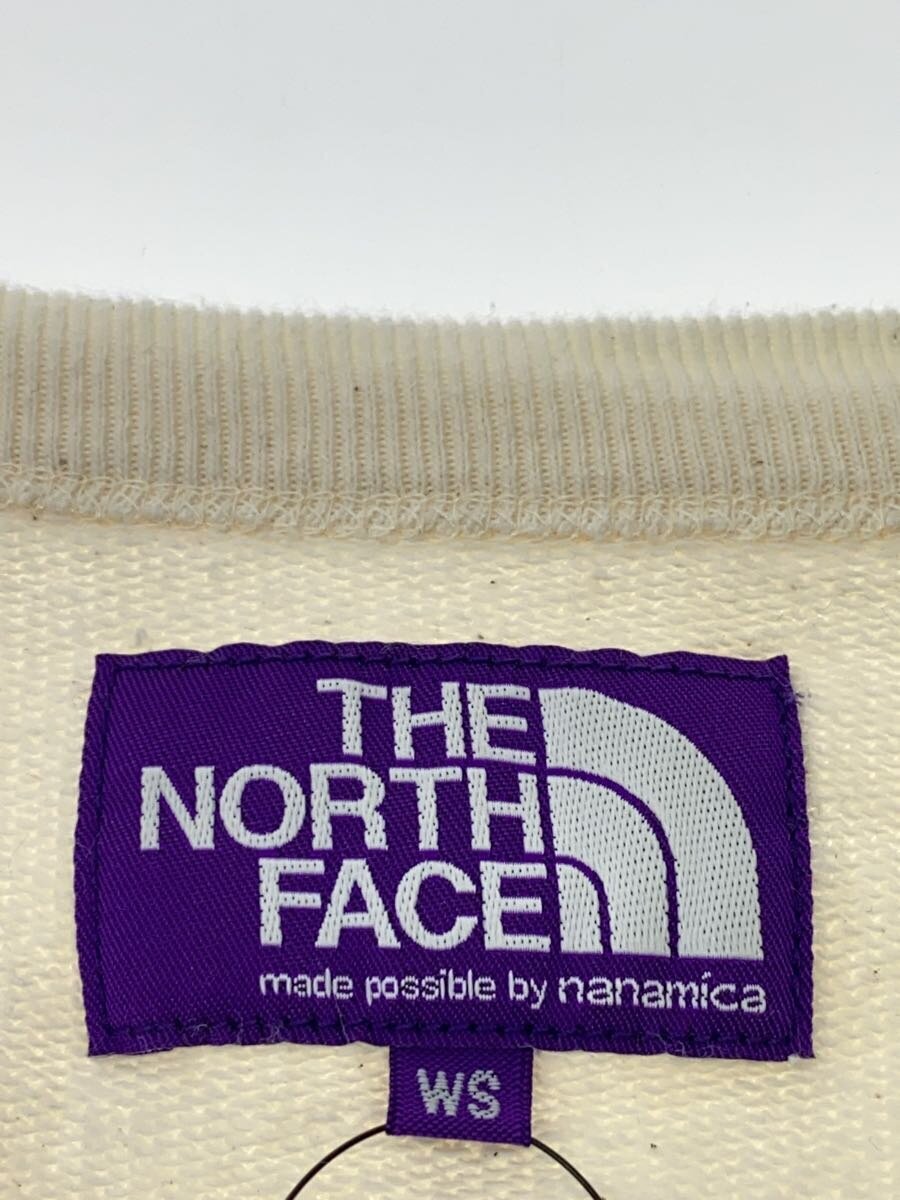 THE
NORTH
FACE
made possible by nanamica
WS